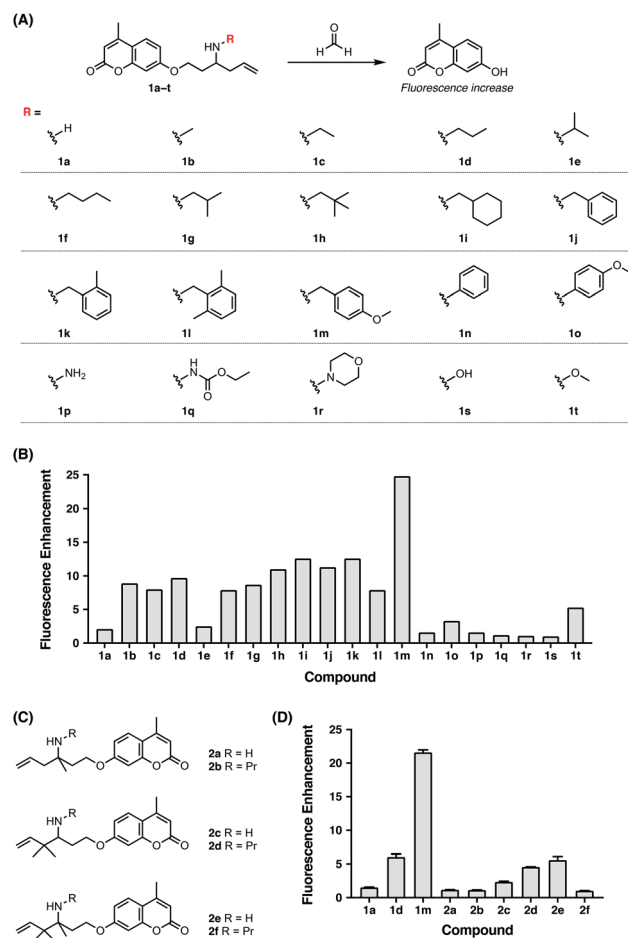 (A)
HN R
O
H H
O O O
1a–t
O O OH
Fluorescence increase
R =
H
1a 1b 1c 1d 1e
1f 1g 1h 1i 1j
O
O
1k 1l 1m 1n 1o
NH2
H
N O
O
O
N
OH
O
1p 1q 1r 1s 1t
(B)
Fluorescence Enhancement
25
20
15
10
5
0
1a 1b 1c 1d 1e 1f 1g 1h 1i 1j 1k 1l 1m 1n 1o 1p 1q 1r 1s 1t
Compound
(C)
HN R
O O O
2a R = H
2b R = Pr
HN R
O O O
2c R = H
2d R = Pr
HN R
O O O
2e R = H
2f R = Pr
(D)
Fluorescence Enhancement
25
20
15
10
5
0
1a 1d 1m 2a 2b 2c 2d 2e 2f
Compound